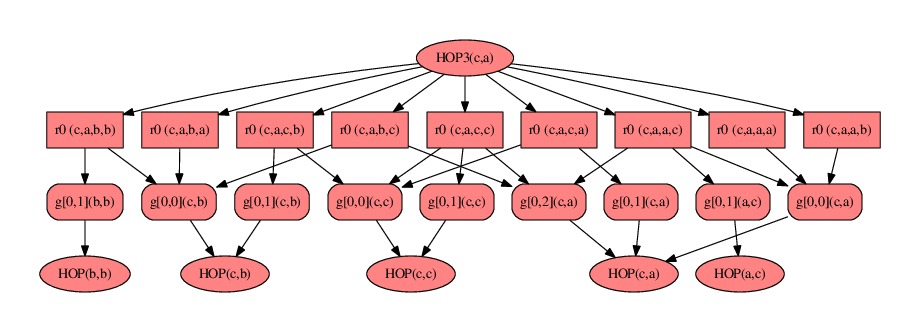 HOP3(c,a)
r0 (c,a,b,b)
r0 (c,a,b,a)
r0 (c,a,c,b)
r0 (c,a,b,c)
r0 (c,a,c,c)
r0 (c,a,c,a)
r0 (c,a,a,c)
r0 (c,a,a,a)
r0 (c,a,a,b)
g[0,1](b,b)
g[0,0](c,b)
g[0,1](c,b)
g[0,0](c,c)
g[0,1](c,c)
g[0,2](c,a)
g[0,1](c,a)
g[0,1](a,c)
g[0,0](c,a)
HOP(b,b)
HOP(c,b)
HOP(c,c)
HOP(c,a)
HOP(a,c)